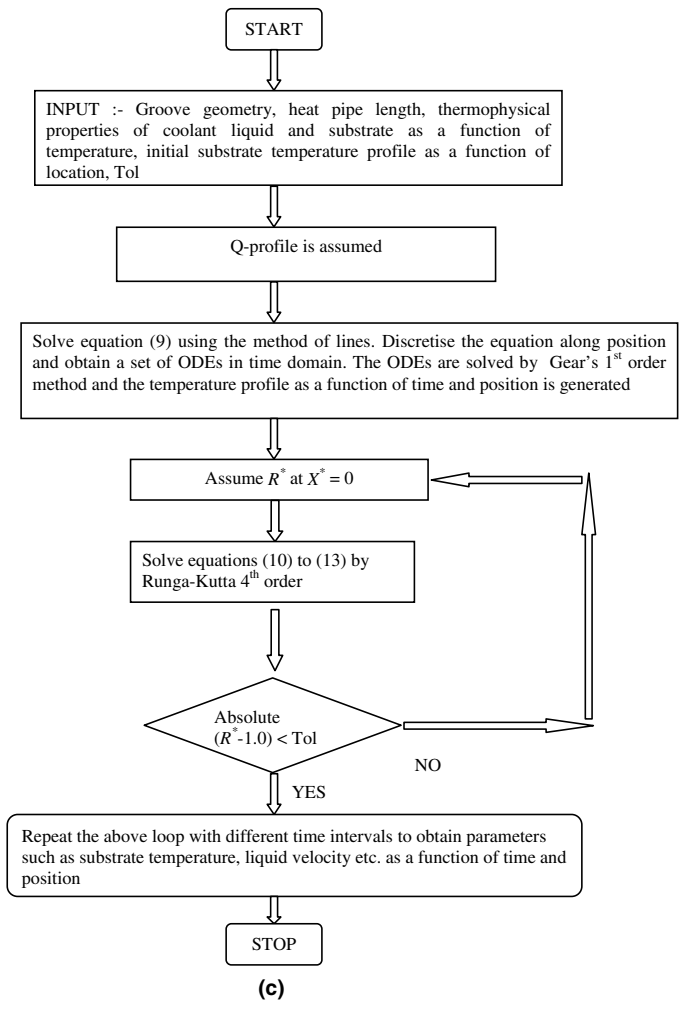 START
INPUT :- Groove geometry, heat pipe length, thermophysical
properties of coolant liquid and substrate as a function of
temperature, initial substrate temperature profile as a function of
location, Tol
Q-profile is assumed
Solve equation (9) using the method of lines. Discretise the equation along position
and obtain a set of ODEs in time domain. The ODEs are solved by Gear's 1st order
method and the temperature profile as a function of time and position is generated
Assume R* at X* = 0
Solve equations (10) to (13) by
Runga-Kutta 4th order
Absolute
(R*-1.0) < Tol
NO
YES
Repeat the above loop with different time intervals to obtain parameters
such as substrate temperature, liquid velocity etc. as a function of time and
position
STOP
(c)